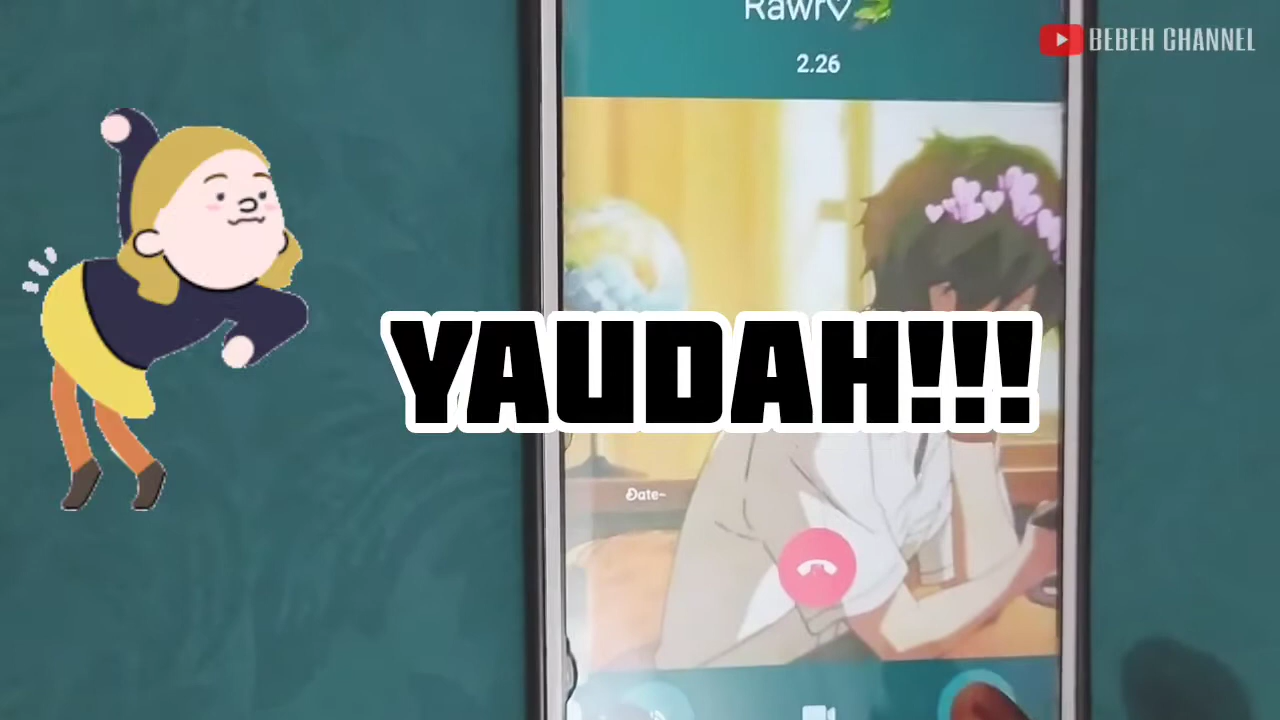 Rawr♡🌿
BEBEH CHANNEL
2.26
YAUDAH!!!
Date~